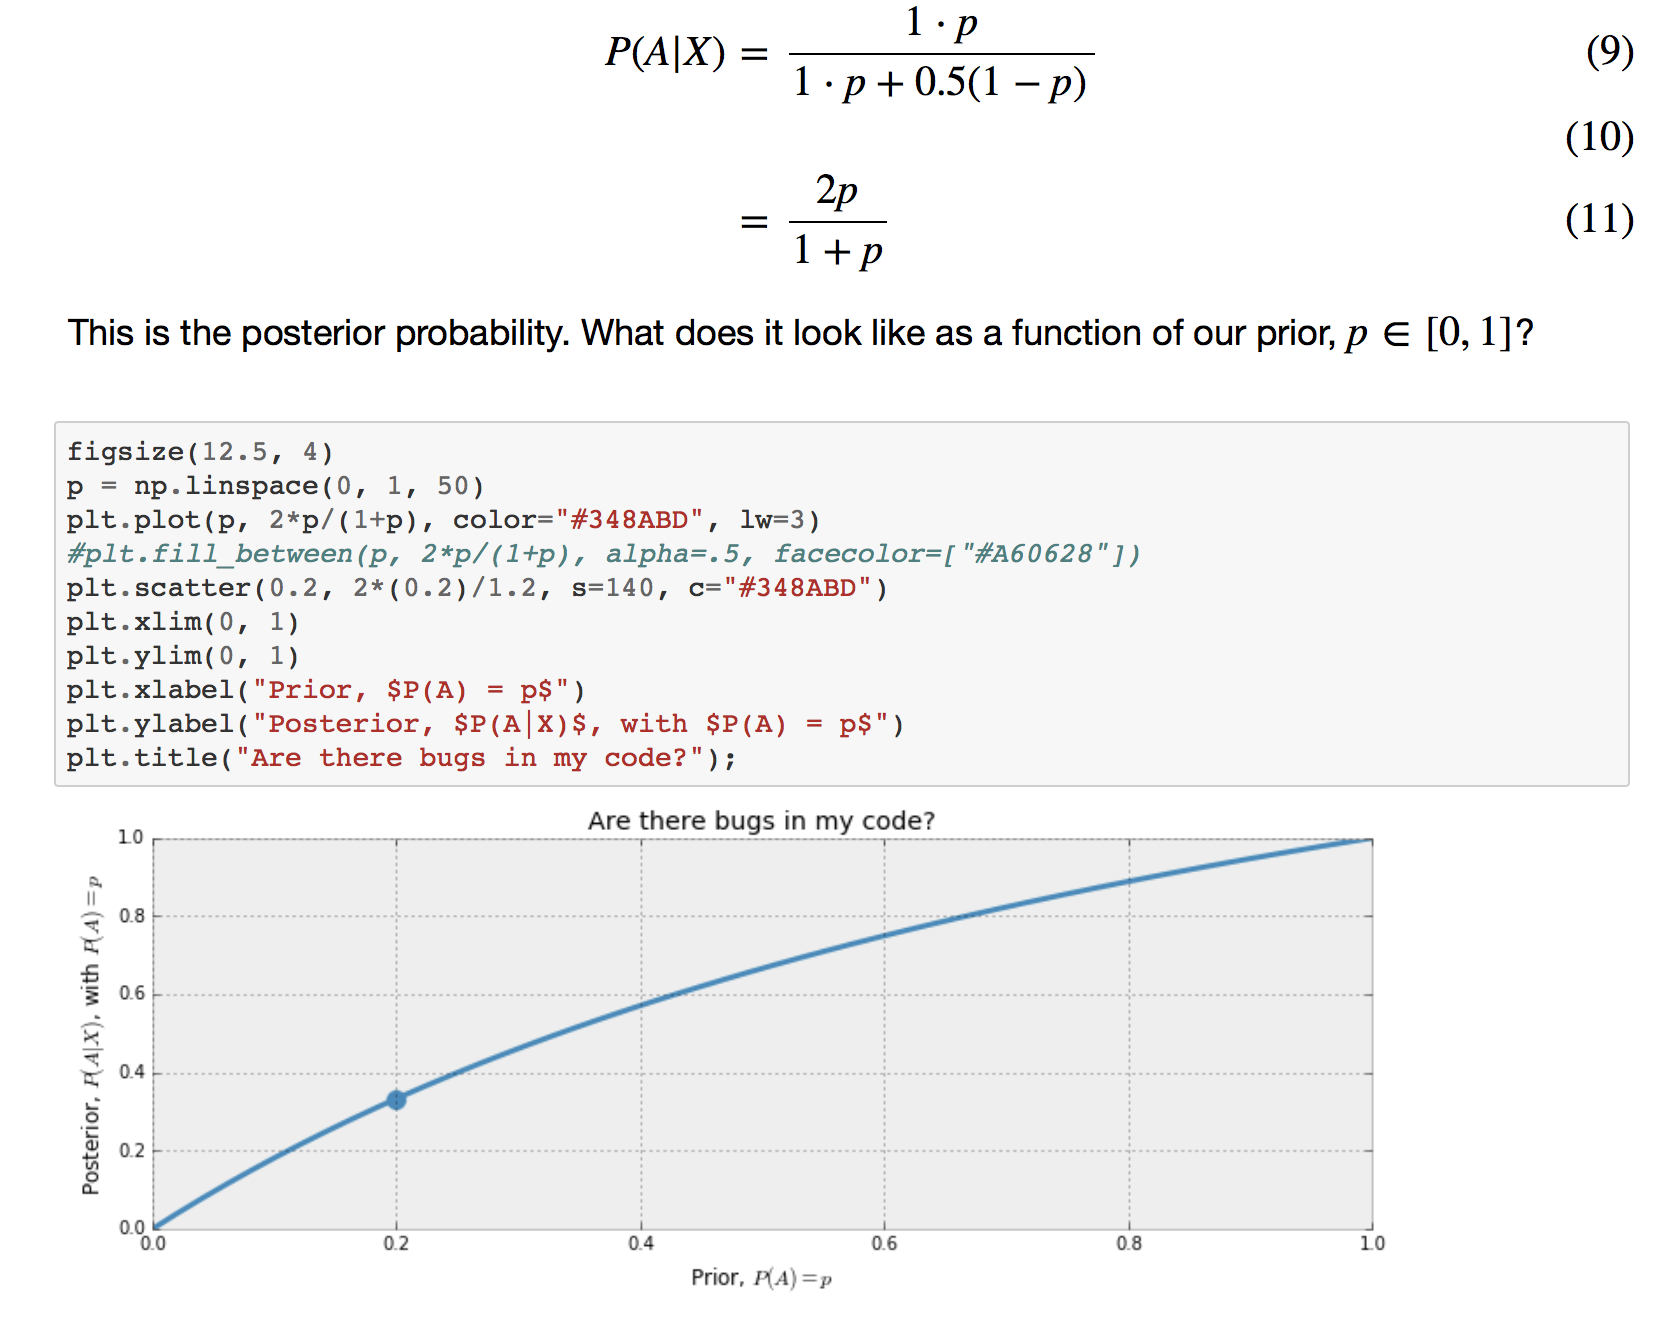 P(A|X) = 1 · p / 1 · p + 0.5(1 − p) (9)
(10)
= 2p / 1 + p (11)
This is the posterior probability. What does it look like as a function of our prior, p ∈ [0, 1]?
figsize(12.5, 4)
p = np.linspace(0, 1, 50)
plt.plot(p, 2*p/(1+p), color="#348ABD", lw=3)
#plt.fill_between(p, 2*p/(1+p), alpha=.5, facecolor=["#A60628"])
plt.scatter(0.2, 2*(0.2)/1.2, s=140, c="#348ABD")
plt.xlim(0, 1)
plt.ylim(0, 1)
plt.xlabel("Prior, $P(A) = p$")
plt.ylabel("Posterior, $P(A|X)$, with $P(A) = p$")
plt.title("Are there bugs in my code?");
Are there bugs in my code?
Posterior, P(A|X), with P(A) = p
1.0
0.8
0.6
0.4
0.2
0.0
0.0 0.2 0.4 0.6 0.8 1.0
Prior, P(A) = p